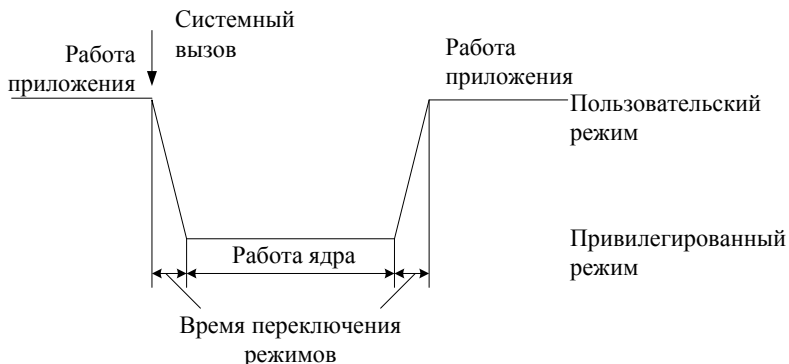 Системный
вызов
Работа
приложения
Работа
приложения
Пользовательский
режим
Работа ядра
Привилегированный
режим
Время переключения
режимов